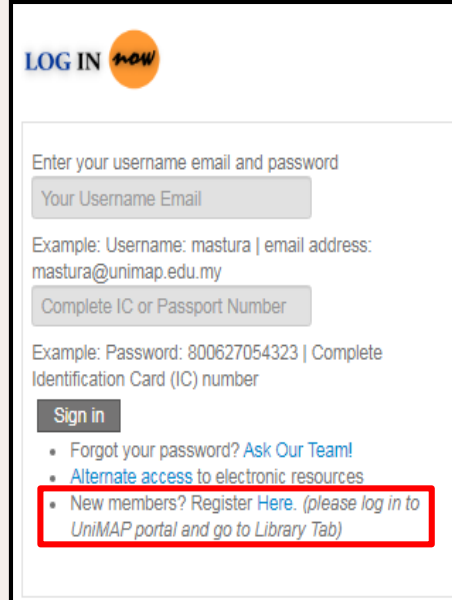 LOG IN now
Enter your username email and password
Your Username Email
Example: Username: mastura | email address:
mastura@unimap.edu.my
Complete IC or Passport Number
Example: Password: 800627054323 | Complete
Identification Card (IC) number
Sign in
Forgot your password? Ask Our Team!
Alternate access to electronic resources
New members? Register Here. (please log in to
UniMAP portal and go to Library Tab)